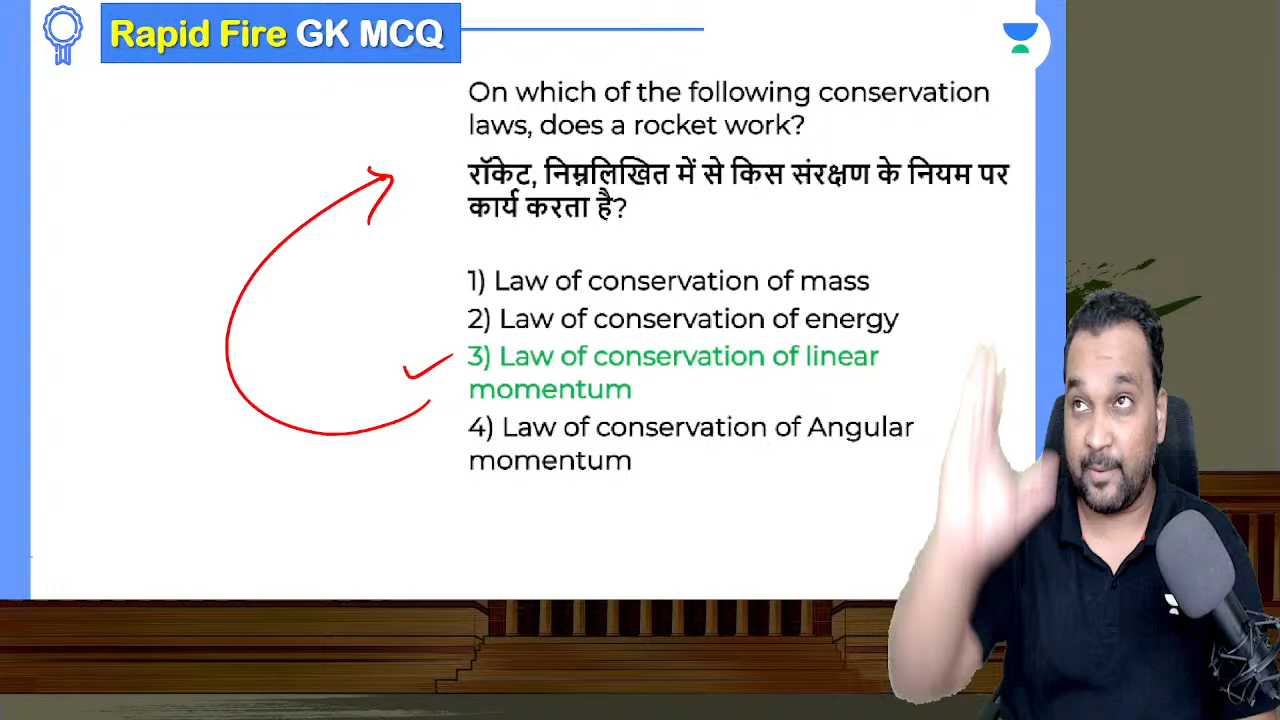 Rapid Fire GK MCQ
On which of the following conservation
laws, does a rocket work?
रॉकेट, निम्नलिखित में से किस संरक्षण के नियम पर
कार्य करता है?
1) Law of conservation of mass
2) Law of conservation of energy
3) Law of conservation of linear
momentum
4) Law of conservation of Angular
momentum